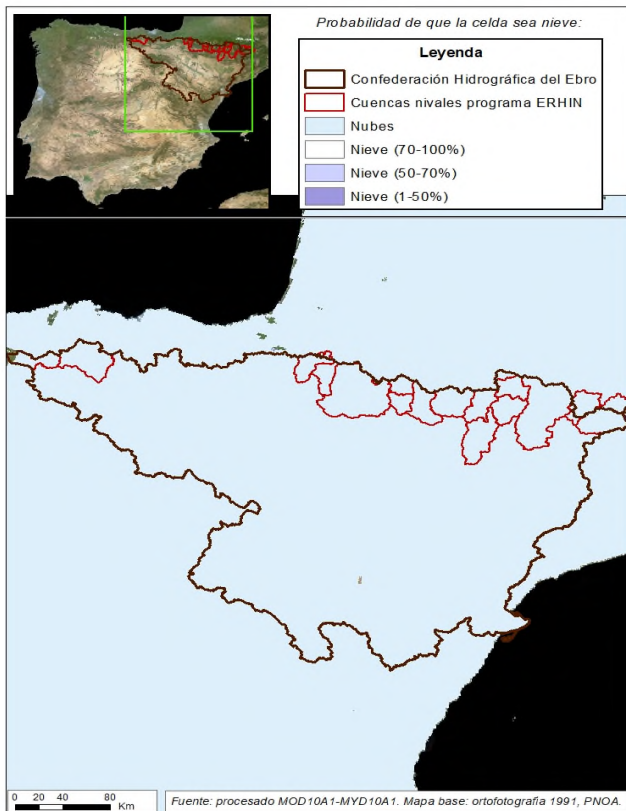 Probabilidad de que la celda sea nieve:
Leyenda
Confederación Hidrográfica del Ebro
Cuencas nivales programa ERHIN
Nubes
Nieve (70-100%)
Nieve (50-70%)
Nieve (1-50%)
0 20 40 80
Km
Fuente: procesado MOD10A1-MYD10A1. Mapa base: ortofotografia 1991, PNOA.